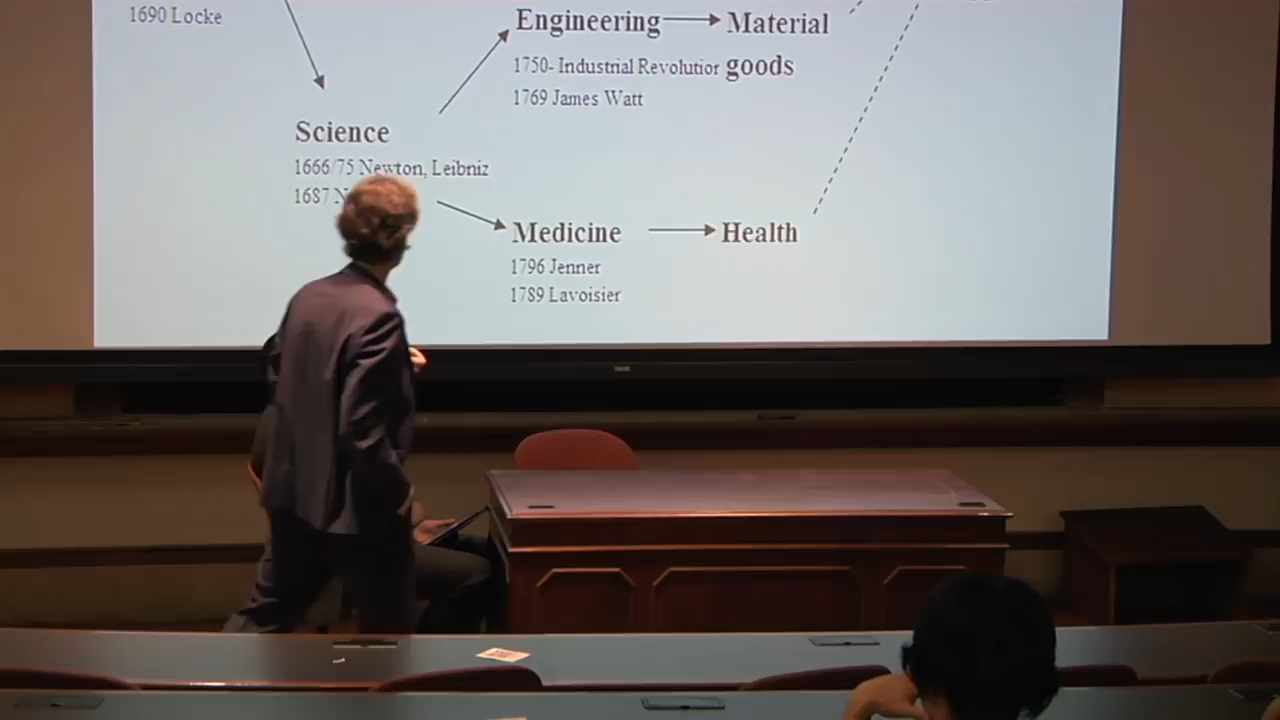 1690 Locke
Engineering
Material
1750- Industrial Revolution
goods
1769 James Watt
Science
1666/75 Newton, Leibniz
1687
Medicine
Health
1796 Jenner
1789 Lavoisier